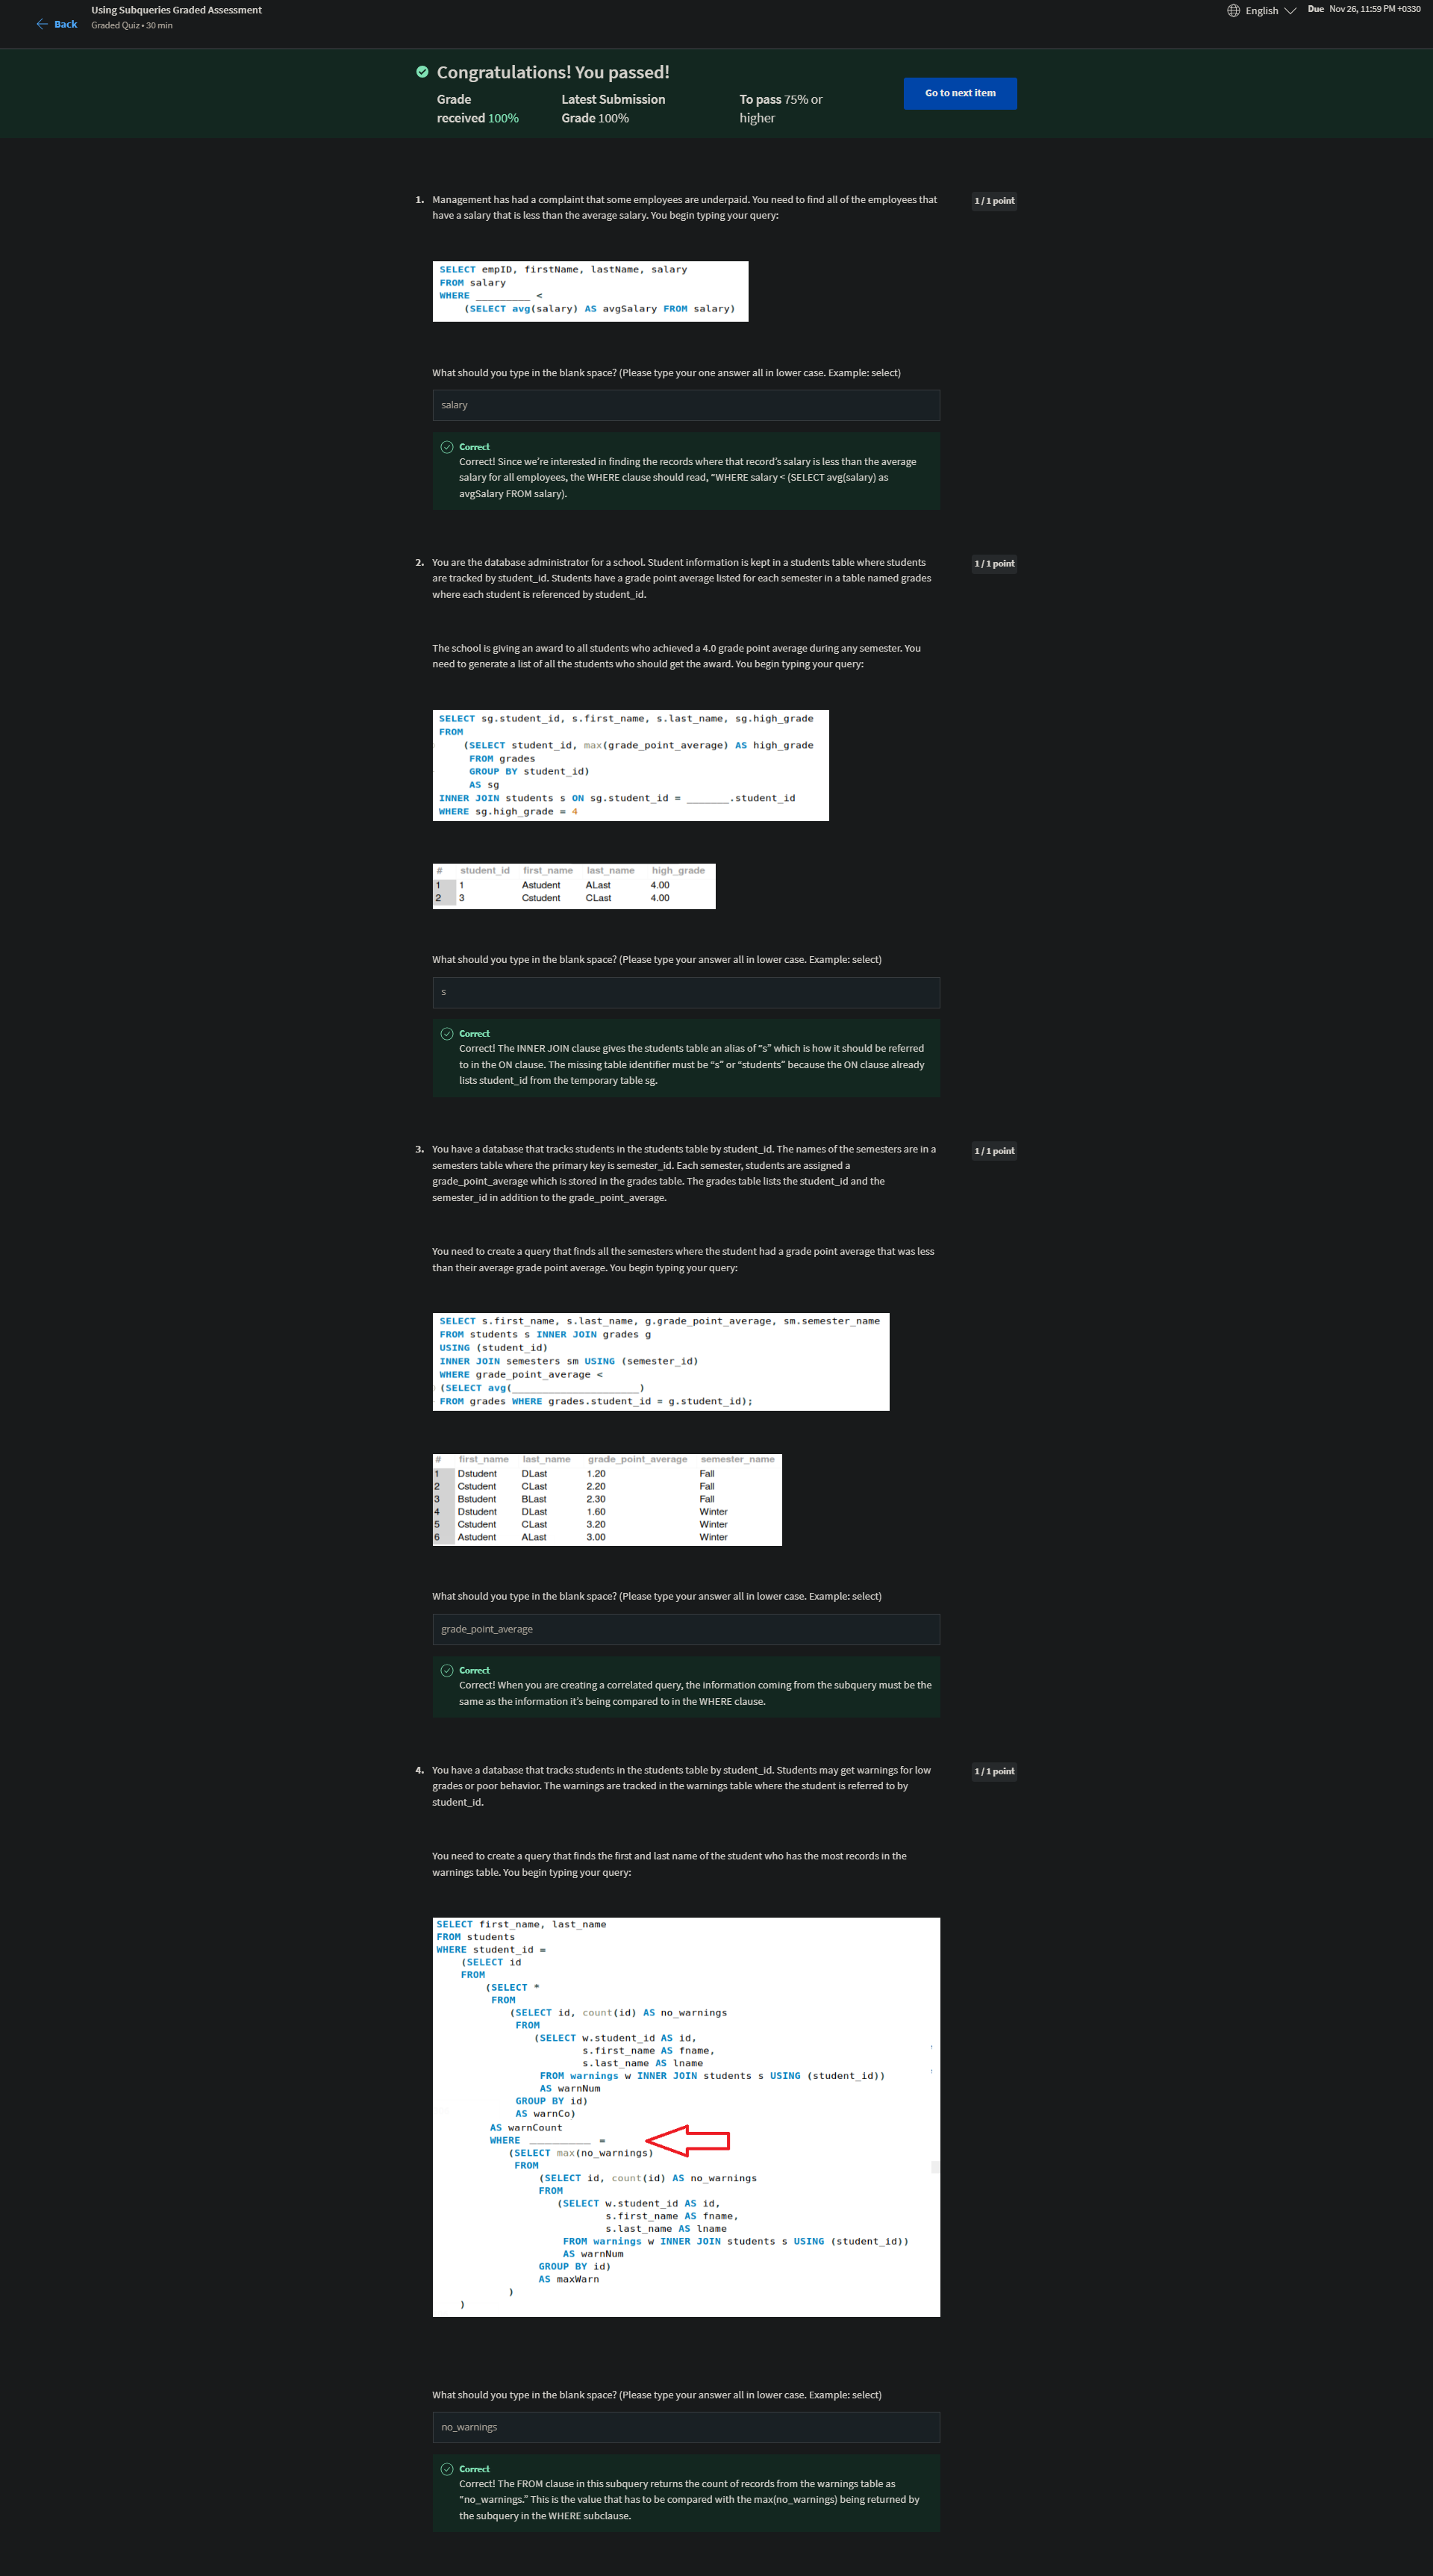 Using Subqueries Graded Assessment
Back
Graded Quiz • 30 min
English
Due Nov 26, 11:59 PM +0330
Congratulations! You passed!
Grade received 100%
Latest Submission Grade 100%
To pass 75% or higher
Go to next item
1. Management has had a complaint that some employees are underpaid. You need to find all of the employees that
have a salary that is less than the average salary. You begin typing your query:
1 / 1 point
SELECT empID, firstName, lastName, salary
FROM salary
WHERE _________ <
(SELECT avg(salary) AS avgSalary FROM salary)
What should you type in the blank space? (Please type your one answer all in lower case. Example: select)
salary
Correct
Correct! Since we’re interested in finding the records where that record’s salary is less than the average
salary for all employees, the WHERE clause should read, “WHERE salary < (SELECT avg(salary) as
avgSalary FROM salary).
2. You are the database administrator for a school. Student information is kept in a students table where students
are tracked by student_id. Students have a grade point average listed for each semester in a table named grades
where each student is referenced by student_id.
1 / 1 point
The school is giving an award to all students who achieved a 4.0 grade point average during any semester. You
need to generate a list of all the students who should get the award. You begin typing your query:
SELECT sg.student_id, s.first_name, s.last_name, sg.high_grade
FROM
(SELECT student_id, max(grade_point_average) AS high_grade
FROM grades
GROUP BY student_id)
AS sg
INNER JOIN students s ON sg.student_id = _______.student_id
WHERE sg.high_grade = 4
# student_id first_name last_name high_grade
1 1 Astudent ALast 4.00
2 3 Cstudent CLast 4.00
What should you type in the blank space? (Please type your answer all in lower case. Example: select)
s
Correct
Correct! The INNER JOIN clause gives the students table an alias of “s” which is how it should be referred
to in the ON clause. The missing table identifier must be “s” or “students” because the ON clause already
lists student_id from the temporary table sg.
3. You have a database that tracks students in the students table by student_id. The names of the semesters are in a
semesters table where the primary key is semester_id. Each semester, students are assigned a
grade_point_average which is stored in the grades table. The grades table lists the student_id and the
semester_id in addition to the grade_point_average.
1 / 1 point
You need to create a query that finds all the semesters where the student had a grade point average that was less
than their average grade point average. You begin typing your query:
SELECT s.first_name, s.last_name, g.grade_point_average, sm.semester_name
FROM students s INNER JOIN grades g
USING (student_id)
INNER JOIN semesters sm USING (semester_id)
WHERE grade_point_average <
(SELECT avg(_____________________)
FROM grades WHERE grades.student_id = g.student_id);
# first_name last_name grade_point_average semester_name
1 Dstudent DLast 1.20 Fall
2 Cstudent CLast 2.20 Fall
3 Bstudent BLast 2.30 Fall
4 Dstudent DLast 1.60 Winter
5 Cstudent CLast 3.20 Winter
6 Astudent ALast 3.00 Winter
What should you type in the blank space? (Please type your answer all in lower case. Example: select)
grade_point_average
Correct
Correct! When you are creating a correlated query, the information coming from the subquery must be the
same as the information it’s being compared to in the WHERE clause.
4. You have a database that tracks students in the students table by student_id. Students may get warnings for low
grades or poor behavior. The warnings are tracked in the warnings table where the student is referred to by
student_id.
1 / 1 point
You need to create a query that finds the first and last name of the student who has the most records in the
warnings table. You begin typing your query:
SELECT first_name, last_name
FROM students
WHERE student_id =
(SELECT id
FROM
(SELECT *
FROM
(SELECT id, count(id) AS no_warnings
FROM
(SELECT w.student_id AS id,
s.first_name AS fname,
s.last_name AS lname
FROM warnings w INNER JOIN students s USING (student_id))
AS warnNum
GROUP BY id)
AS warnCo)
AS warnCount
WHERE __________ =
(SELECT max(no_warnings)
FROM
(SELECT id, count(id) AS no_warnings
FROM
(SELECT w.student_id AS id,
s.first_name AS fname,
s.last_name AS lname
FROM warnings w INNER JOIN students s USING (student_id))
AS warnNum
GROUP BY id)
AS maxWarn
)
)
What should you type in the blank space? (Please type your answer all in lower case. Example: select)
no_warnings
Correct
Correct! The FROM clause in this subquery returns the count of records from the warnings table as
“no_warnings.” This is the value that has to be compared with the max(no_warnings) being returned by
the subquery in the WHERE subclause.